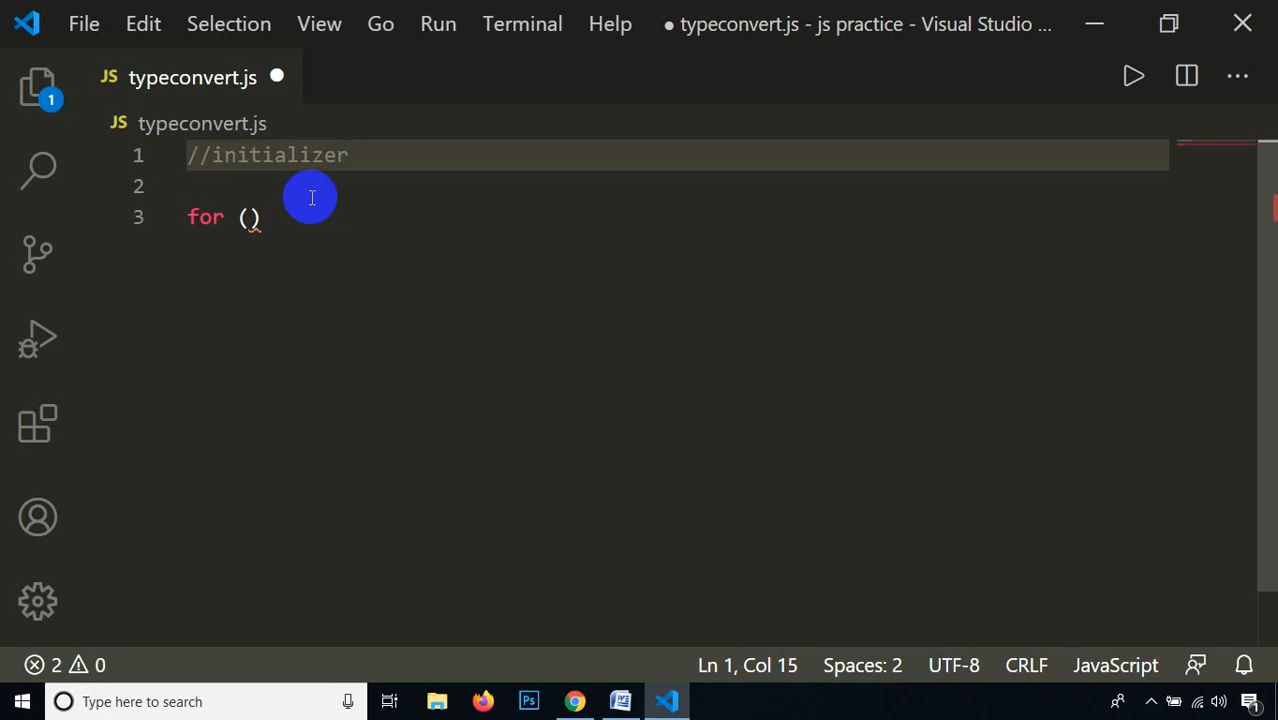 File Edit Selection View Go Run Terminal Help ● typeconvert.js - js practice - Visual Studio ...
JS typeconvert.js
1
JS typeconvert.js
1 //initializer
2
3 for ()
2 0 Ln 1, Col 15 Spaces: 2 UTF-8 CRLF JavaScript
Type here to search Ps W 1